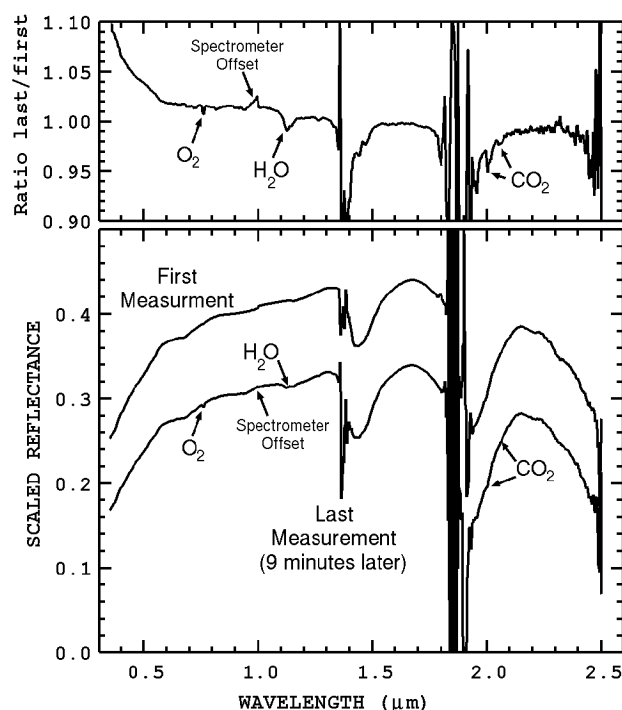 Ratio last/first
1.10
1.05
1.00
0.95
0.90
Spectrometer
Offset
O2
H2O
CO2
SCALED REFLECTANCE
0.4
0.3
0.2
0.1
0.0
First
Measurment
H2O
O2
Spectrometer
Offset
Last
Measurement
(9 minutes later)
CO2
0.5
1.0
1.5
2.0
2.5
WAVELENGTH (μm)